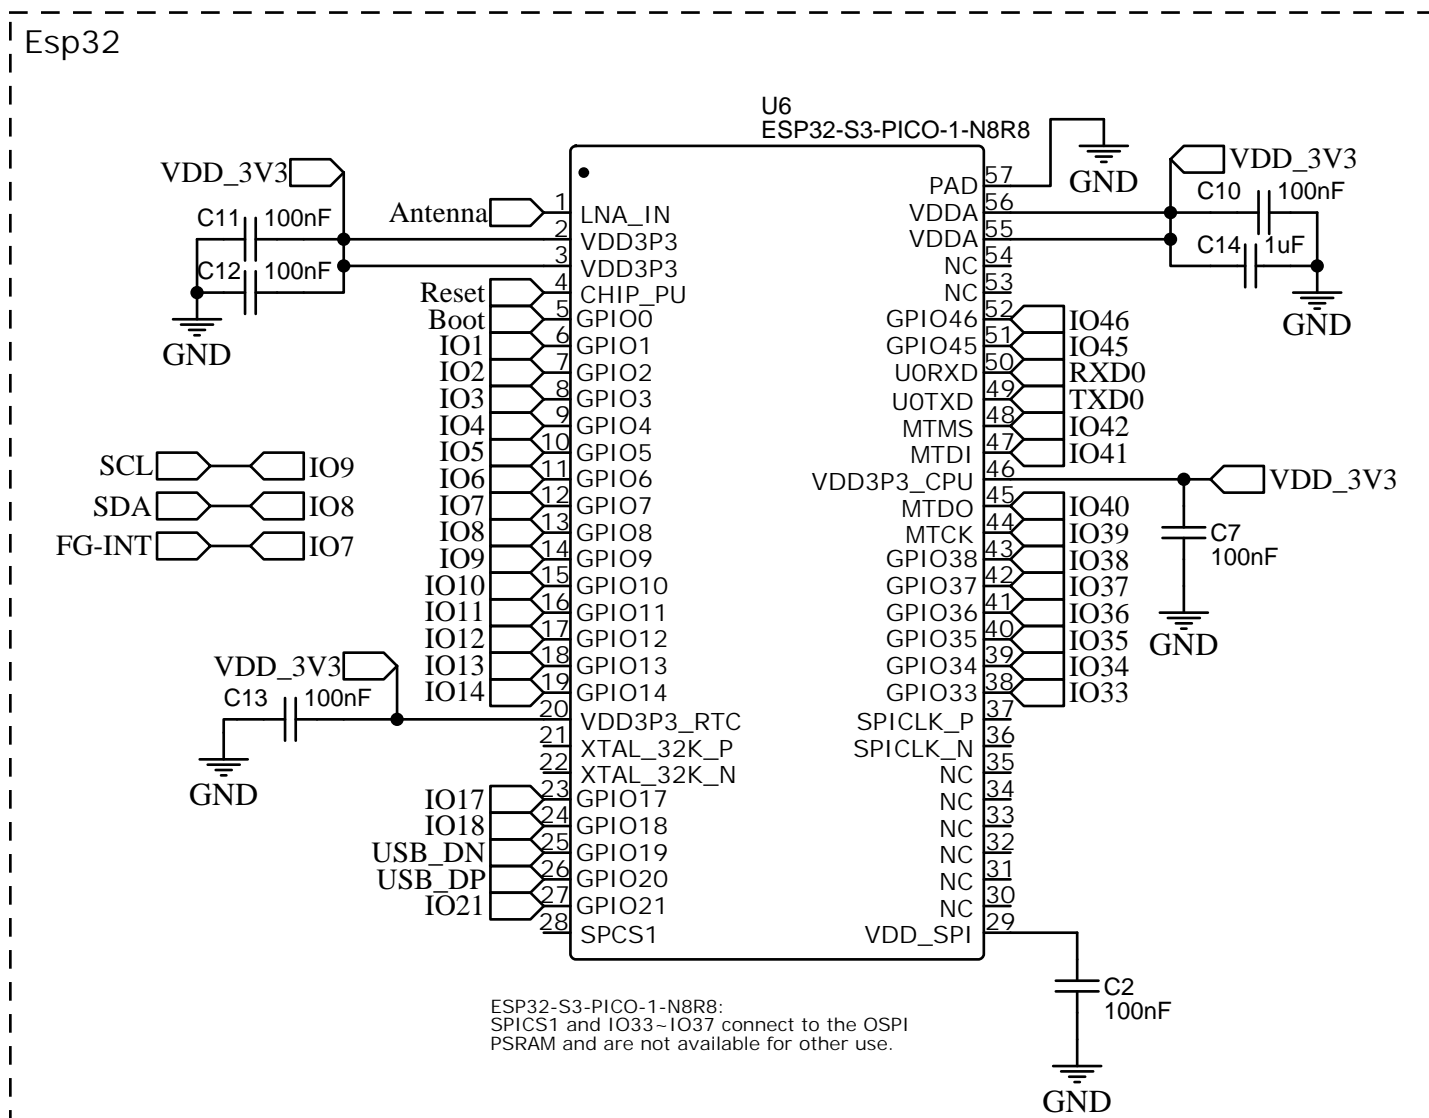 Esp32
U6
ESP32-S3-PICO-1-N8R8
VDD_3V3
C11 100nF
C12 100nF
GND
Antenna 1 LNA_IN
2 VDD3P3
3 VDD3P3
Reset 4 CHIP_PU
Boot 5 GPIO0
IO1 6 GPIO1
IO2 7 GPIO2
IO3 8 GPIO3
IO4 9 GPIO4
IO5 10 GPIO5
IO6 11 GPIO6
IO7 12 GPIO7
IO8 13 GPIO8
IO9 14 GPIO9
IO10 15 GPIO10
IO11 16 GPIO11
IO12 17 GPIO12
IO13 18 GPIO13
IO14 19 GPIO14
20 VDD3P3_RTC
21 XTAL_32K_P
22 XTAL_32K_N
IO17 23 GPIO17
IO18 24 GPIO18
USB_DN 25 GPIO19
USB_DP 26 GPIO20
IO21 27 GPIO21
28 SPCS1
SCL IO9
SDA IO8
FG-INT IO7
VDD_3V3
C13 100nF
GND
PAD 57
GND
VDDA 56
VDDA 55
NC 54
NC 53
GPIO46 52 IO46
GPIO45 51 IO45
U0RXD 50 RXD0
U0TXD 49 TXD0
MTMS 48 IO42
MTDI 47 IO41
VDD3P3_CPU 46 VDD_3V3
MTDO 45 IO40
MTCK 44 IO39
GPIO38 43 IO38
GPIO37 42 IO37
GPIO36 41 IO36
GPIO35 40 IO35
GPIO34 39 IO34
GPIO33 38 IO33
SPICLK_P 37
SPICLK_N 36
NC 35
NC 34
NC 33
NC 32
NC 31
NC 30
VDD_SPI 29
VDD_3V3
C10 100nF
C14 1uF
GND
C7
100nF
GND
C2
100nF
GND
ESP32-S3-PICO-1-N8R8:
SPICS1 and IO33~IO37 connect to the OSPI
PSRAM and are not available for other use.